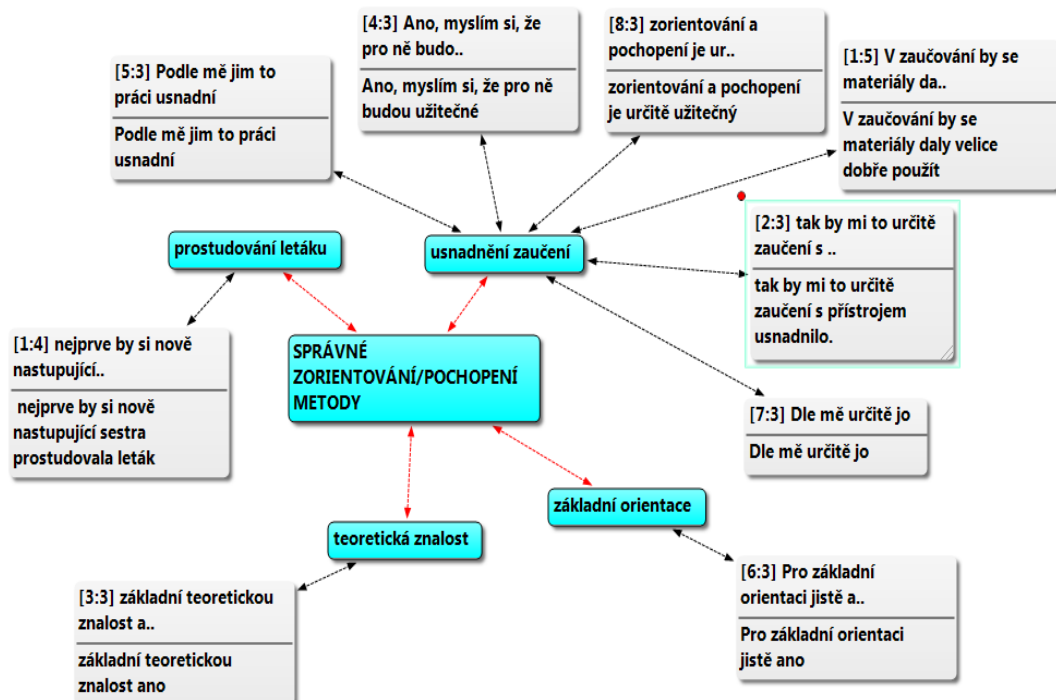 [4:3] Ano, myslím si, že
pro ně budo..
Ano, myslím si, že pro ně
budou užitečné
[8:3] zorientování a
pochopení je ur..
zorientování a pochopení
je určitě užitečný
[1:5] V zaučování by se
materiály da..
V zaučování by se
materiály daly velice
dobře použít
[5:3] Podle mě jim to
práci usnadní
Podle mě jim to práci
usnadní
[2:3] tak by mi to určitě
zaučení s ..
tak by mi to určitě
zaučení s přístrojem
usnadnilo.
prostudování letáku
usnadnění zaučení
[1:4] nejprve by si nově
nastupující..
nejprve by si nově
nastupující sestra
prostudovala leták
SPRÁVNÉ
ZORIENTOVÁNÍ/POCHOPENÍ
METODY
[7:3] Dle mě určitě jo
Dle mě určitě jo
základní orientace
teoretická znalost
[6:3] Pro základní
orientaci jistě a..
Pro základní orientaci
jistě ano
[3:3] základní teoretickou
znalost a..
základní teoretickou
znalost ano